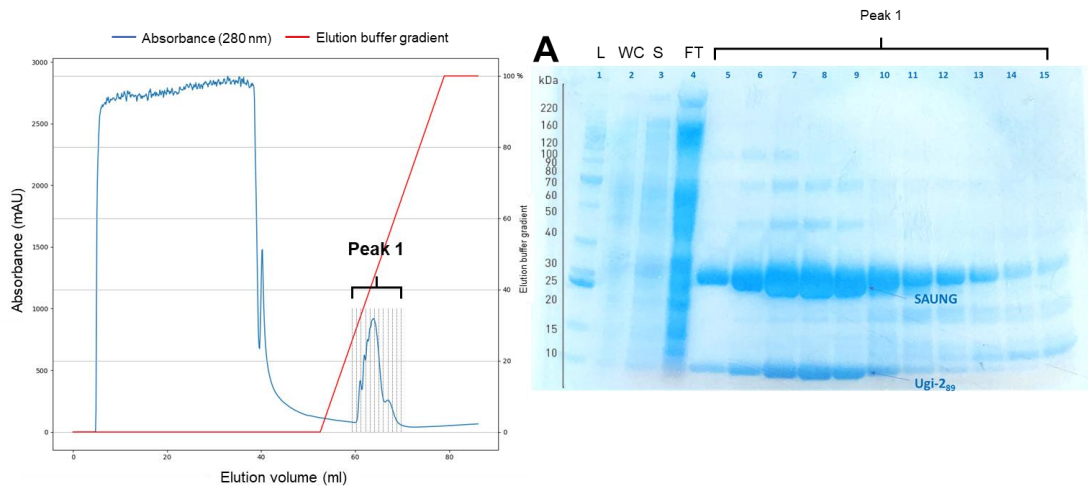 Absorbance (280 nm) Elution buffer gradient
3000
2500
2000
1500
1000
500
0
Absorbance (mAU)
100 %
80
60
40
20
0
Elution buffer gradient
Peak 1
0 20 40 60 80
Elution volume (ml)
Peak 1
A L WC S FT
kDa 1 2 3 4 5 6 7 8 9 10 11 12 13 14 15
220
160
120
100
90
80
70
60
50
40
30
25
20
15
10
SAUNG
Ugi-2₈₉